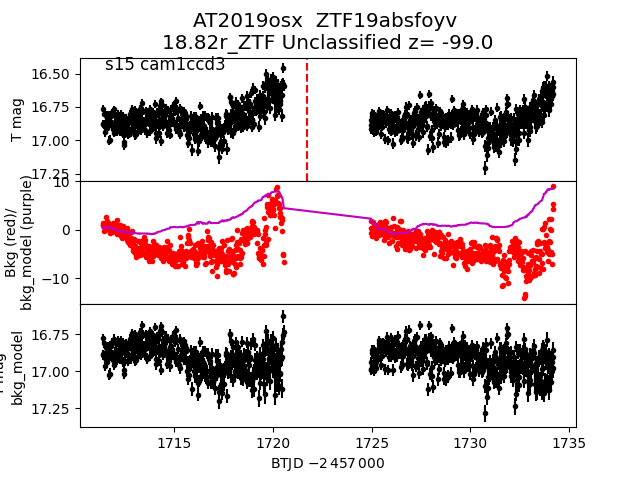 AT2019osx  ZTF19absfoyv
18.82r_ZTF Unclassified z= -99.0
s15 cam1ccd3
T mag
16.50
16.75
17.00
17.25
Bkg (red)/
bkg_model (purple)
10
0
−10
mag
bkg_model
16.75
17.00
17.25
1715
1720
1725
1730
1735
BTJD −2 457 000